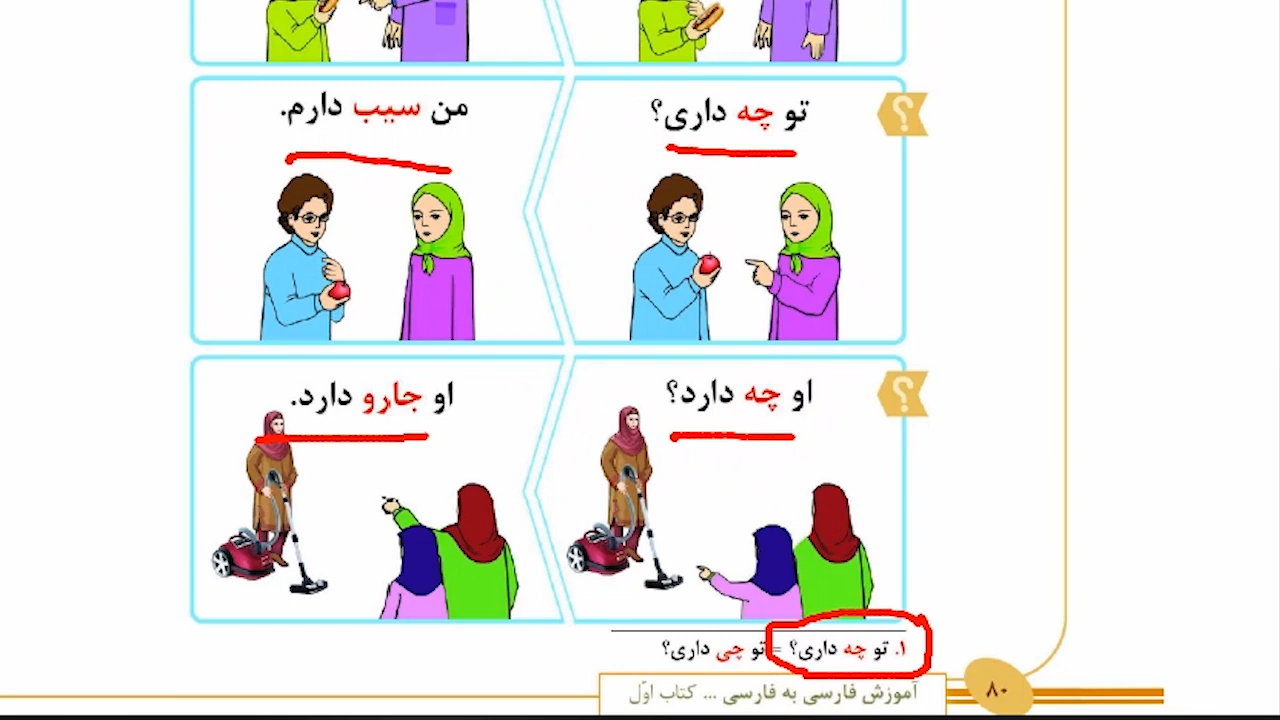 ؟
تو چه داری؟
من سیب دارم.
؟
او چه دارد؟
او جارو دارد.
۱. تو چه داری؟ = تو چی داری؟
آموزش فارسی به فارسی ... کتاب اوّل
۸۰